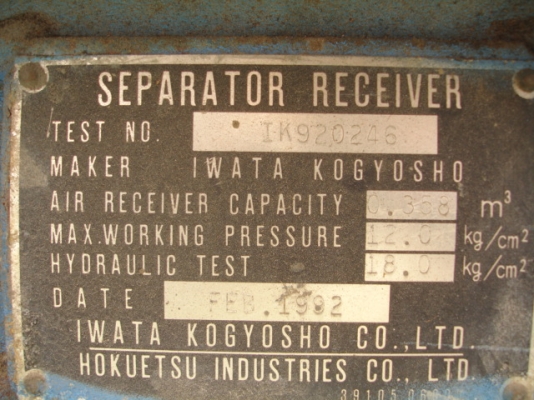 SEPARATOR RECEIVER
TEST NO. IK920246
MAKER IWATA KOGYOSHO
AIR RECEIVER CAPACITY 0.368 m³
MAX.WORKING PRESSURE 12.0 kg/cm²
HYDRAULIC TEST 18.0 kg/cm²
DATE FEB.1992
IWATA KOGYOSHO CO.,LTD.
HOKUETSU INDUSTRIES CO., LTD.